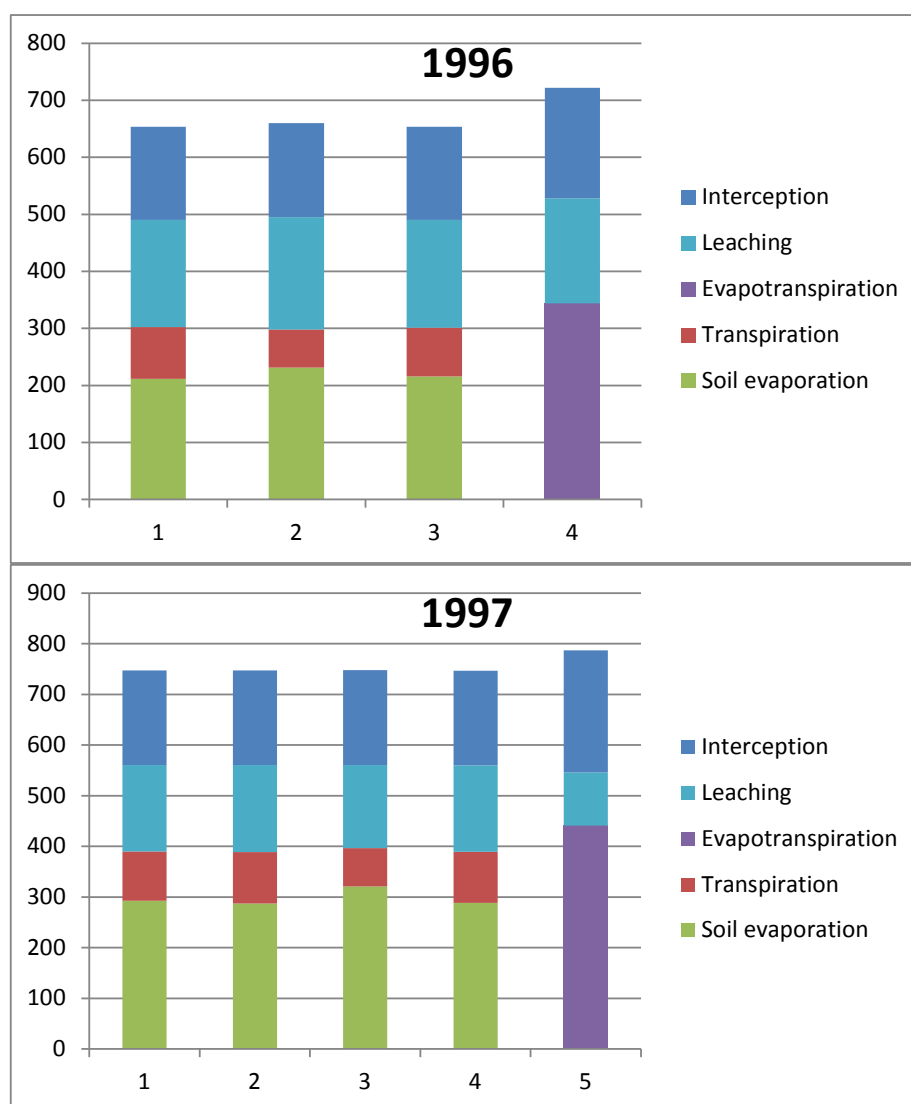 1996
800
700
600
500
400
300
200
100
0
1 2 3 4
Interception
Leaching
Evapotranspiration
Transpiration
Soil evaporation
1997
900
800
700
600
500
400
300
200
100
0
1 2 3 4 5
Interception
Leaching
Evapotranspiration
Transpiration
Soil evaporation